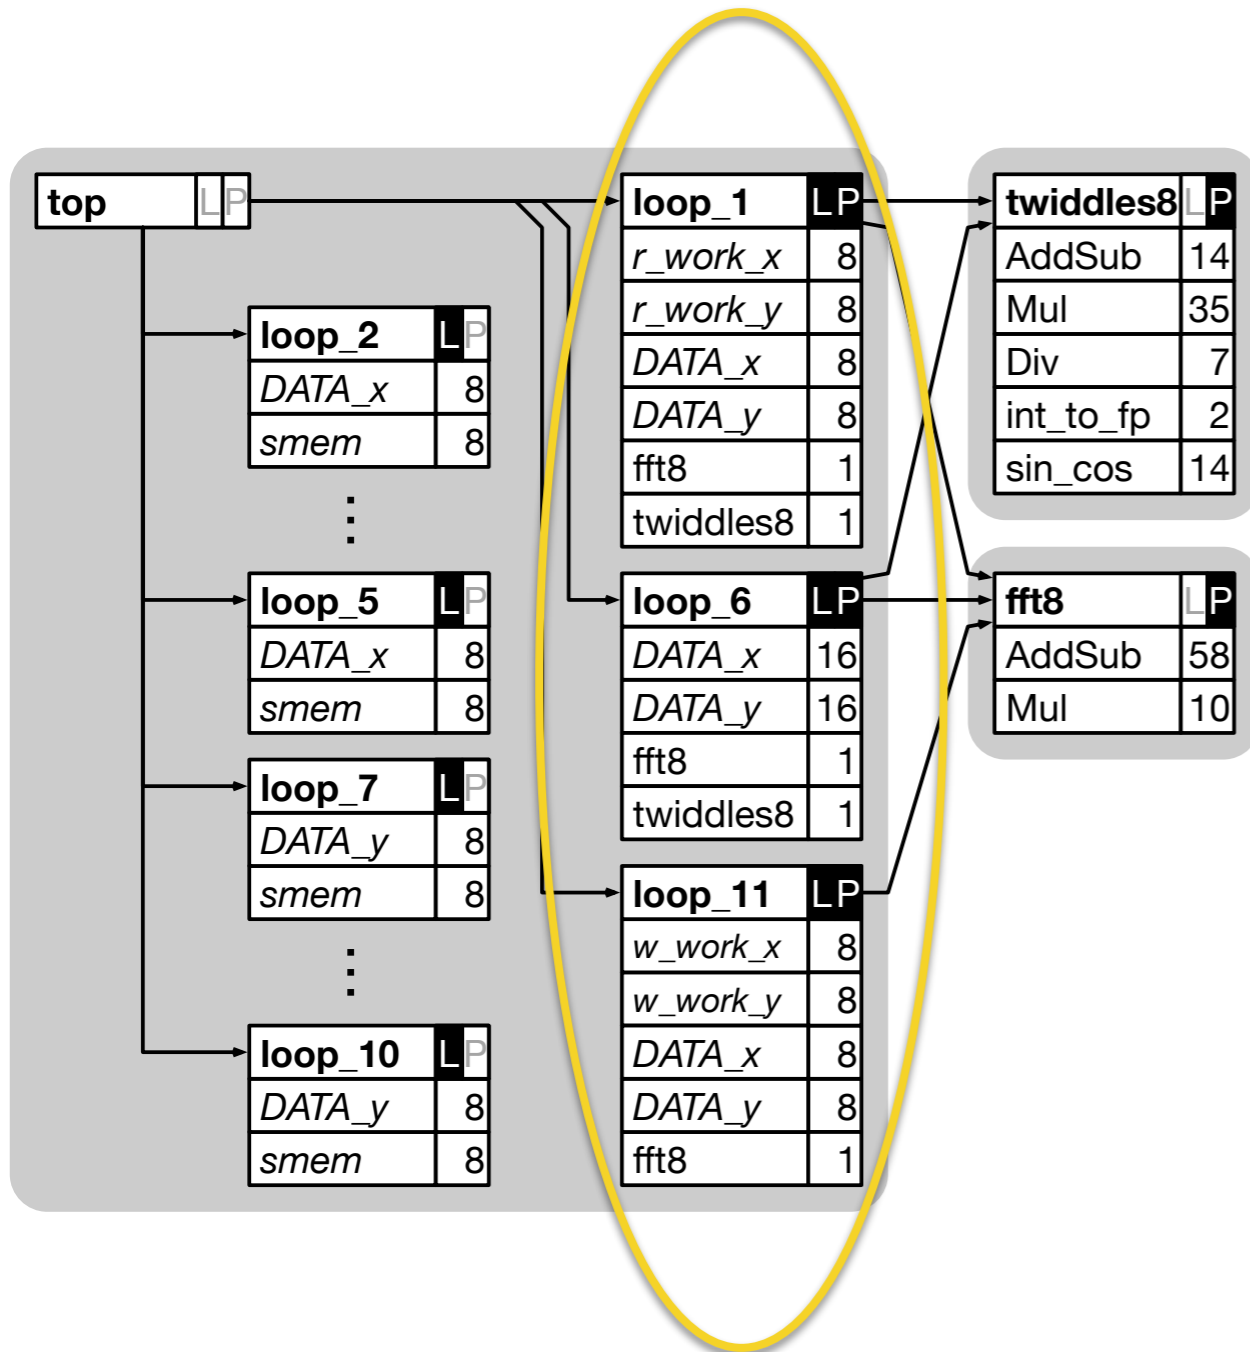 top L P
loop_2 L P
DATA_x 8
smem 8
loop_5 L P
DATA_x 8
smem 8
loop_7 L P
DATA_y 8
smem 8
loop_10 L P
DATA_y 8
smem 8
loop_1 L P
r_work_x 8
r_work_y 8
DATA_x 8
DATA_y 8
fft8 1
twiddles8 1
loop_6 L P
DATA_x 16
DATA_y 16
fft8 1
twiddles8 1
loop_11 L P
w_work_x 8
w_work_y 8
DATA_x 8
DATA_y 8
fft8 1
twiddles8 L P
AddSub 14
Mul 35
Div 7
int_to_fp 2
sin_cos 14
fft8 L P
AddSub 58
Mul 10